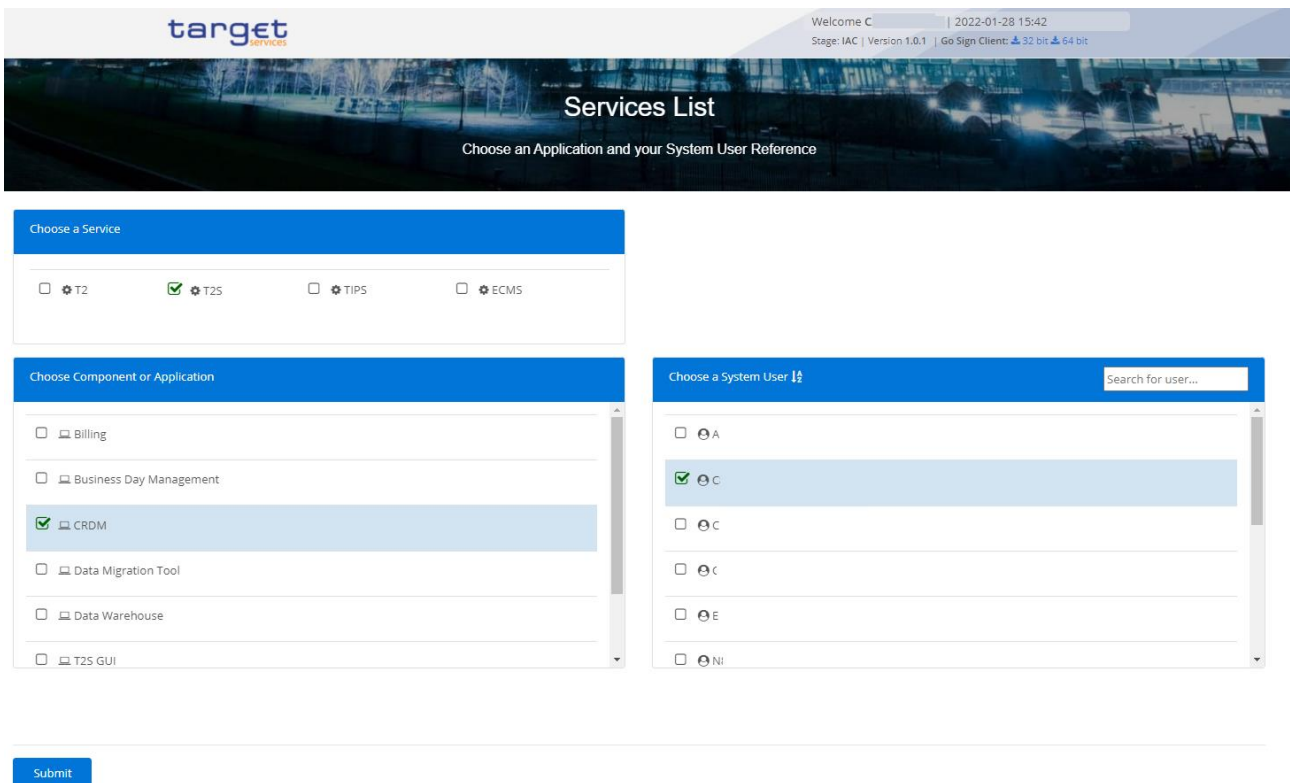 target
services
Welcome C | 2022-01-28 15:42
Stage: IAC | Version 1.0.1 | Go Sign Client: 32 bit 64 bit
Services List
Choose an Application and your System User Reference
Choose a Service
T2 T2S TIPS ECMS
Choose Component or Application
Billing
Business Day Management
CRDM
Data Migration Tool
Data Warehouse
T2S GUI
Choose a System User
Search for user...
A
C
C
C
E
Submit